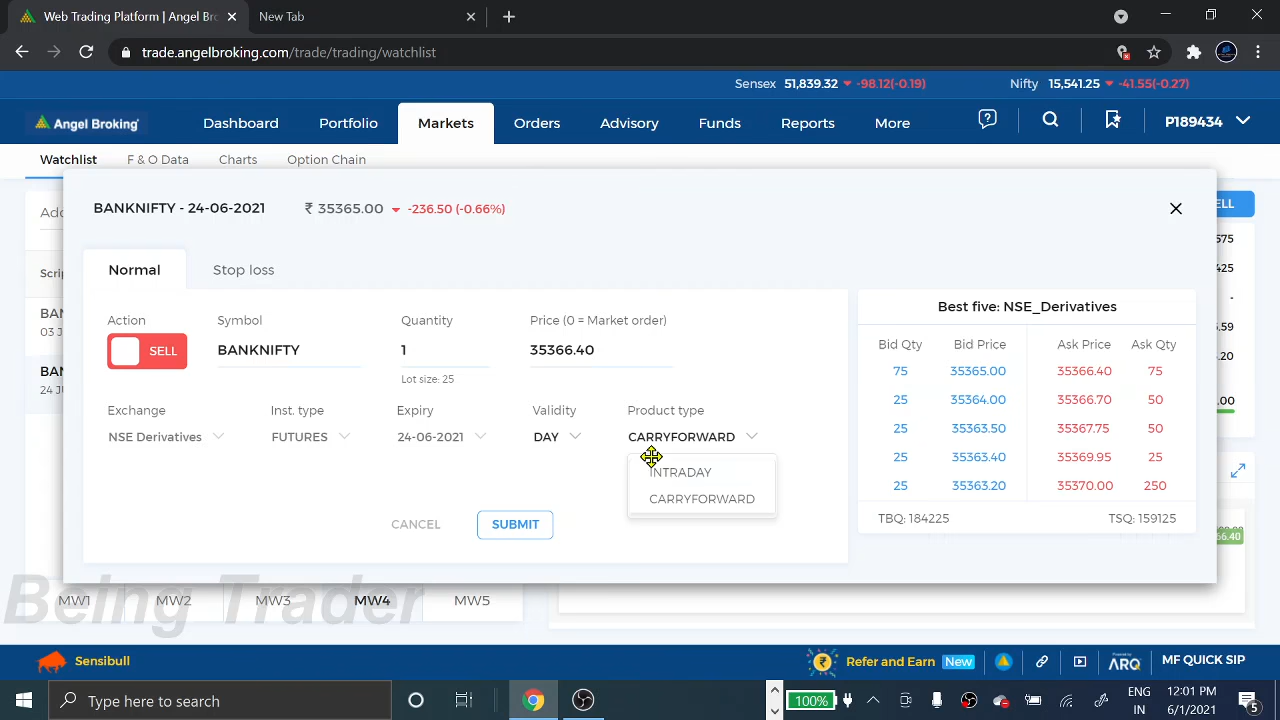 Web Trading Platform | Angel Bro
New Tab
trade.angelbroking.com/trade/trading/watchlist
Sensex 51,839.32 -98.12(-0.19) Nifty 15,541.25 -41.55(-0.27)
Angel Broking
Dashboard Portfolio Markets Orders Advisory Funds Reports More P189434
Watchlist F & O Data Charts Option Chain
BANKNIFTY - 24-06-2021 ₹ 35365.00 -236.50 (-0.66%)
Normal Stop loss
Action Symbol Quantity Price (0 = Market order)
SELL BANKNIFTY 1 35366.40
Lot size: 25
Exchange Inst. type Expiry Validity Product type
NSE Derivatives FUTURES 24-06-2021 DAY CARRYFORWARD
INTRADAY
CARRYFORWARD
CANCEL SUBMIT
Best five: NSE_Derivatives
Bid Qty Bid Price Ask Price Ask Qty
75 35365.00 35366.40 75
25 35364.00 35366.70 50
25 35363.50 35367.75 50
25 35363.40 35369.95 25
25 35363.20 35370.00 250
TBQ: 184225 TSQ: 159125
MW1 MW2 MW3 MW4 MW5
Being Trader
Sensibull
Refer and Earn New
Powered by
ARQ
MF QUICK SIP
Type here to search
100%
ENG
IN
12:01 PM
6/1/2021
5